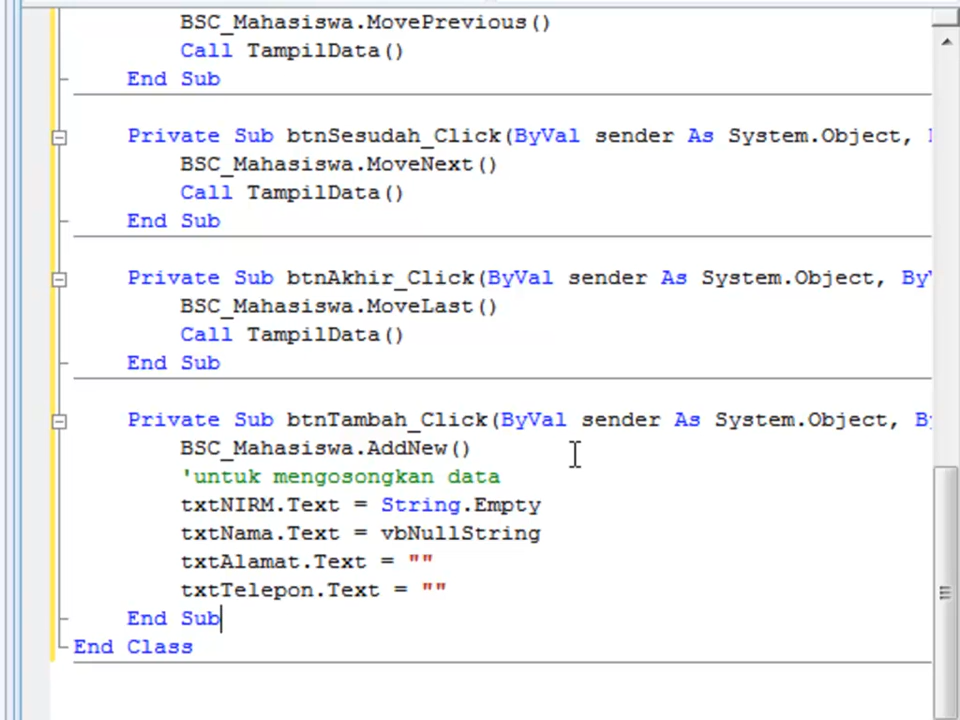 BSC_Mahasiswa.MovePrevious()
Call TampilData()
End Sub
Private Sub btnSesudah_Click(ByVal sender As System.Object,
BSC_Mahasiswa.MoveNext()
Call TampilData()
End Sub
Private Sub btnAkhir_Click(ByVal sender As System.Object,
BSC_Mahasiswa.MoveLast()
Call TampilData()
End Sub
Private Sub btnTambah_Click(ByVal sender As System.Object,
BSC_Mahasiswa.AddNew()
'untuk mengosongkan data
txtNIRM.Text = String.Empty
txtNama.Text = vbNullString
txtAlamat.Text = ""
txtTelepon.Text = ""
End Sub
End Class